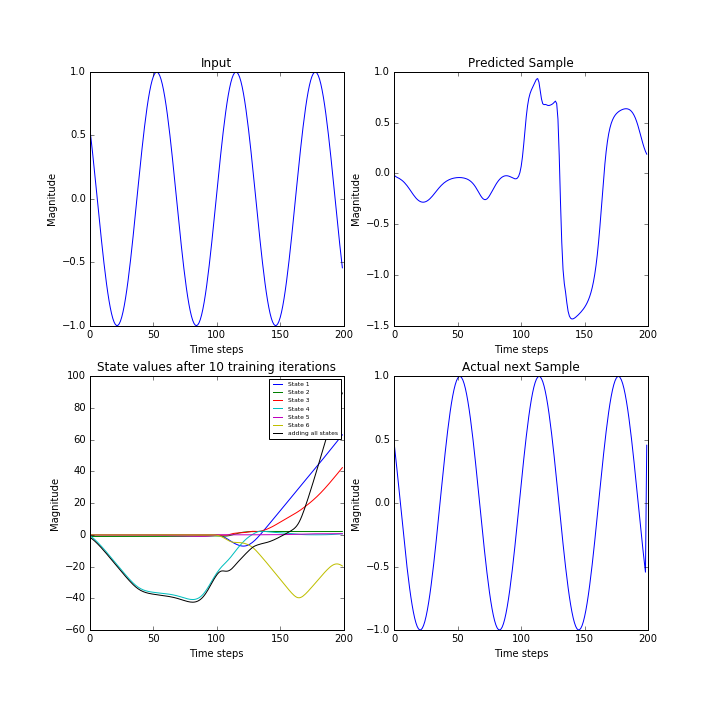 Input
1.0
0.5
0.0
−0.5
−1.0
Magnitude
0 50 100 150 200
Time steps
Predicted Sample
1.0
0.5
0.0
−0.5
−1.0
−1.5
Magnitude
0 50 100 150 200
Time steps
State values after 10 training iterations
100
80
60
40
20
0
−20
−40
−60
Magnitude
State 1
State 2
State 3
State 4
State 5
State 6
adding all states
0 50 100 150 200
Time steps
Actual next Sample
1.0
0.5
0.0
−0.5
−1.0
Magnitude
0 50 100 150 200
Time steps